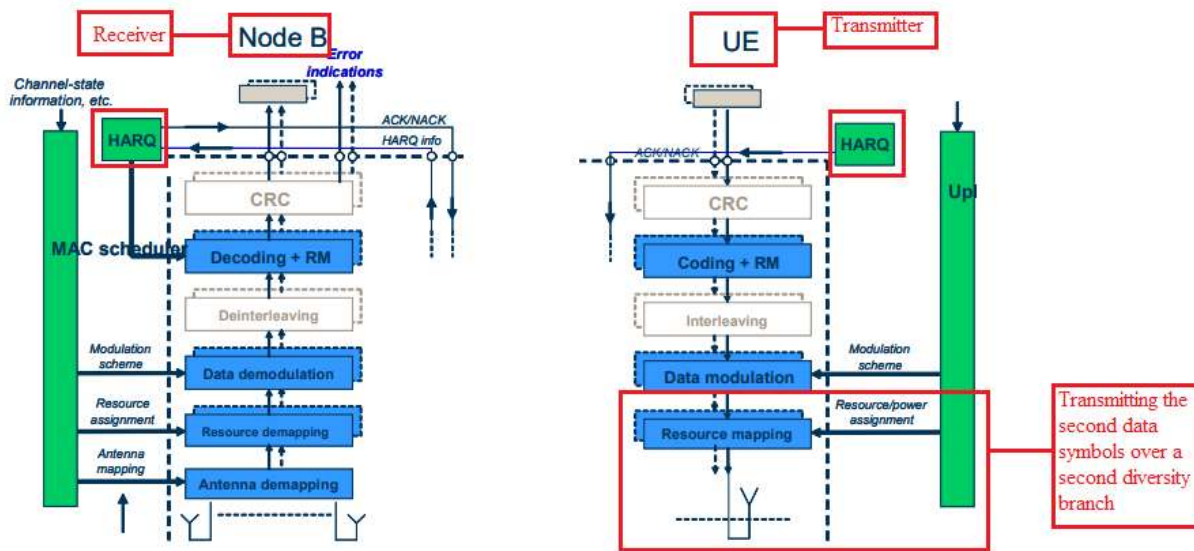 Receiver
Node B
UE
Transmitter
Error
indications
Channel-state
information, etc.
HARQ
ACK/NACK
HARQ info
ACK/NACK
HARQ
CRC
CRC
Upl
MAC scheduler
Decoding + RM
Coding + RM
Deinterleaving
Interleaving
Modulation
scheme
Data demodulation
Data modulation
Modulation
scheme
Resource
assignment
Resource demapping
Resource mapping
Resource/power
assignment
Transmitting the
second data
symbols over a
second diversity
branch
Antenna
mapping
Antenna demapping